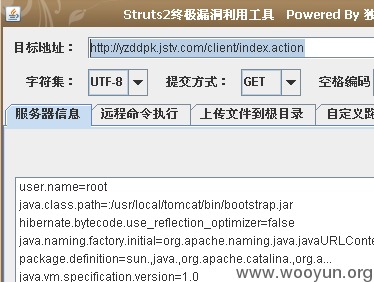 Struts2终极漏洞利用工具 Powered By 独
目标地址： http://yzddpk.jstv.com/client/index.action
字符集： UTF-8 提交方式： GET 空格编码
服务器信息 远程命令执行 上传文件到根目录 自定义路
user.name=root
java.class.path=:/usr/local/tomcat/bin/bootstrap.jar
hibernate.bytecode.use_reflection_optimizer=false
java.naming.factory.initial=org.apache.naming.java.javaURLConte
package.definition=sun.,java.,org.apache.catalina.,org.a...
java.vm.specification.version=1.0
www.wooyun.org